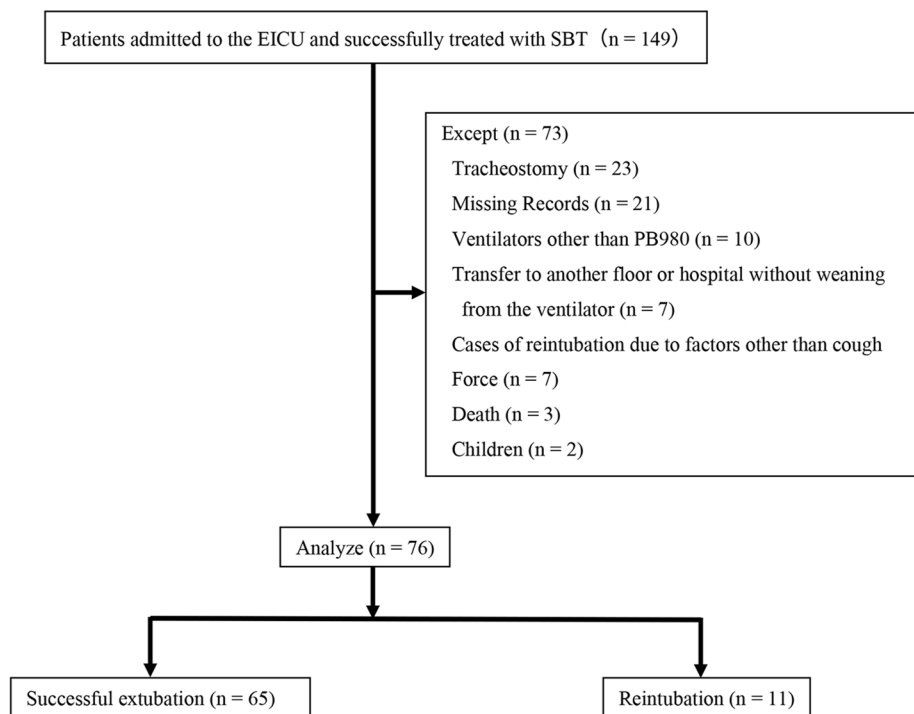 Patients admitted to the EICU and successfully treated with SBT（n = 149）
Except (n = 73)
Tracheostomy (n = 23)
Missing Records (n = 21)
Ventilators other than PB980 (n = 10)
Transfer to another floor or hospital without weaning
from the ventilator (n = 7)
Cases of reintubation due to factors other than cough
Force (n = 7)
Death (n = 3)
Children (n = 2)
Analyze (n = 76)
Successful extubation (n = 65)
Reintubation (n = 11)